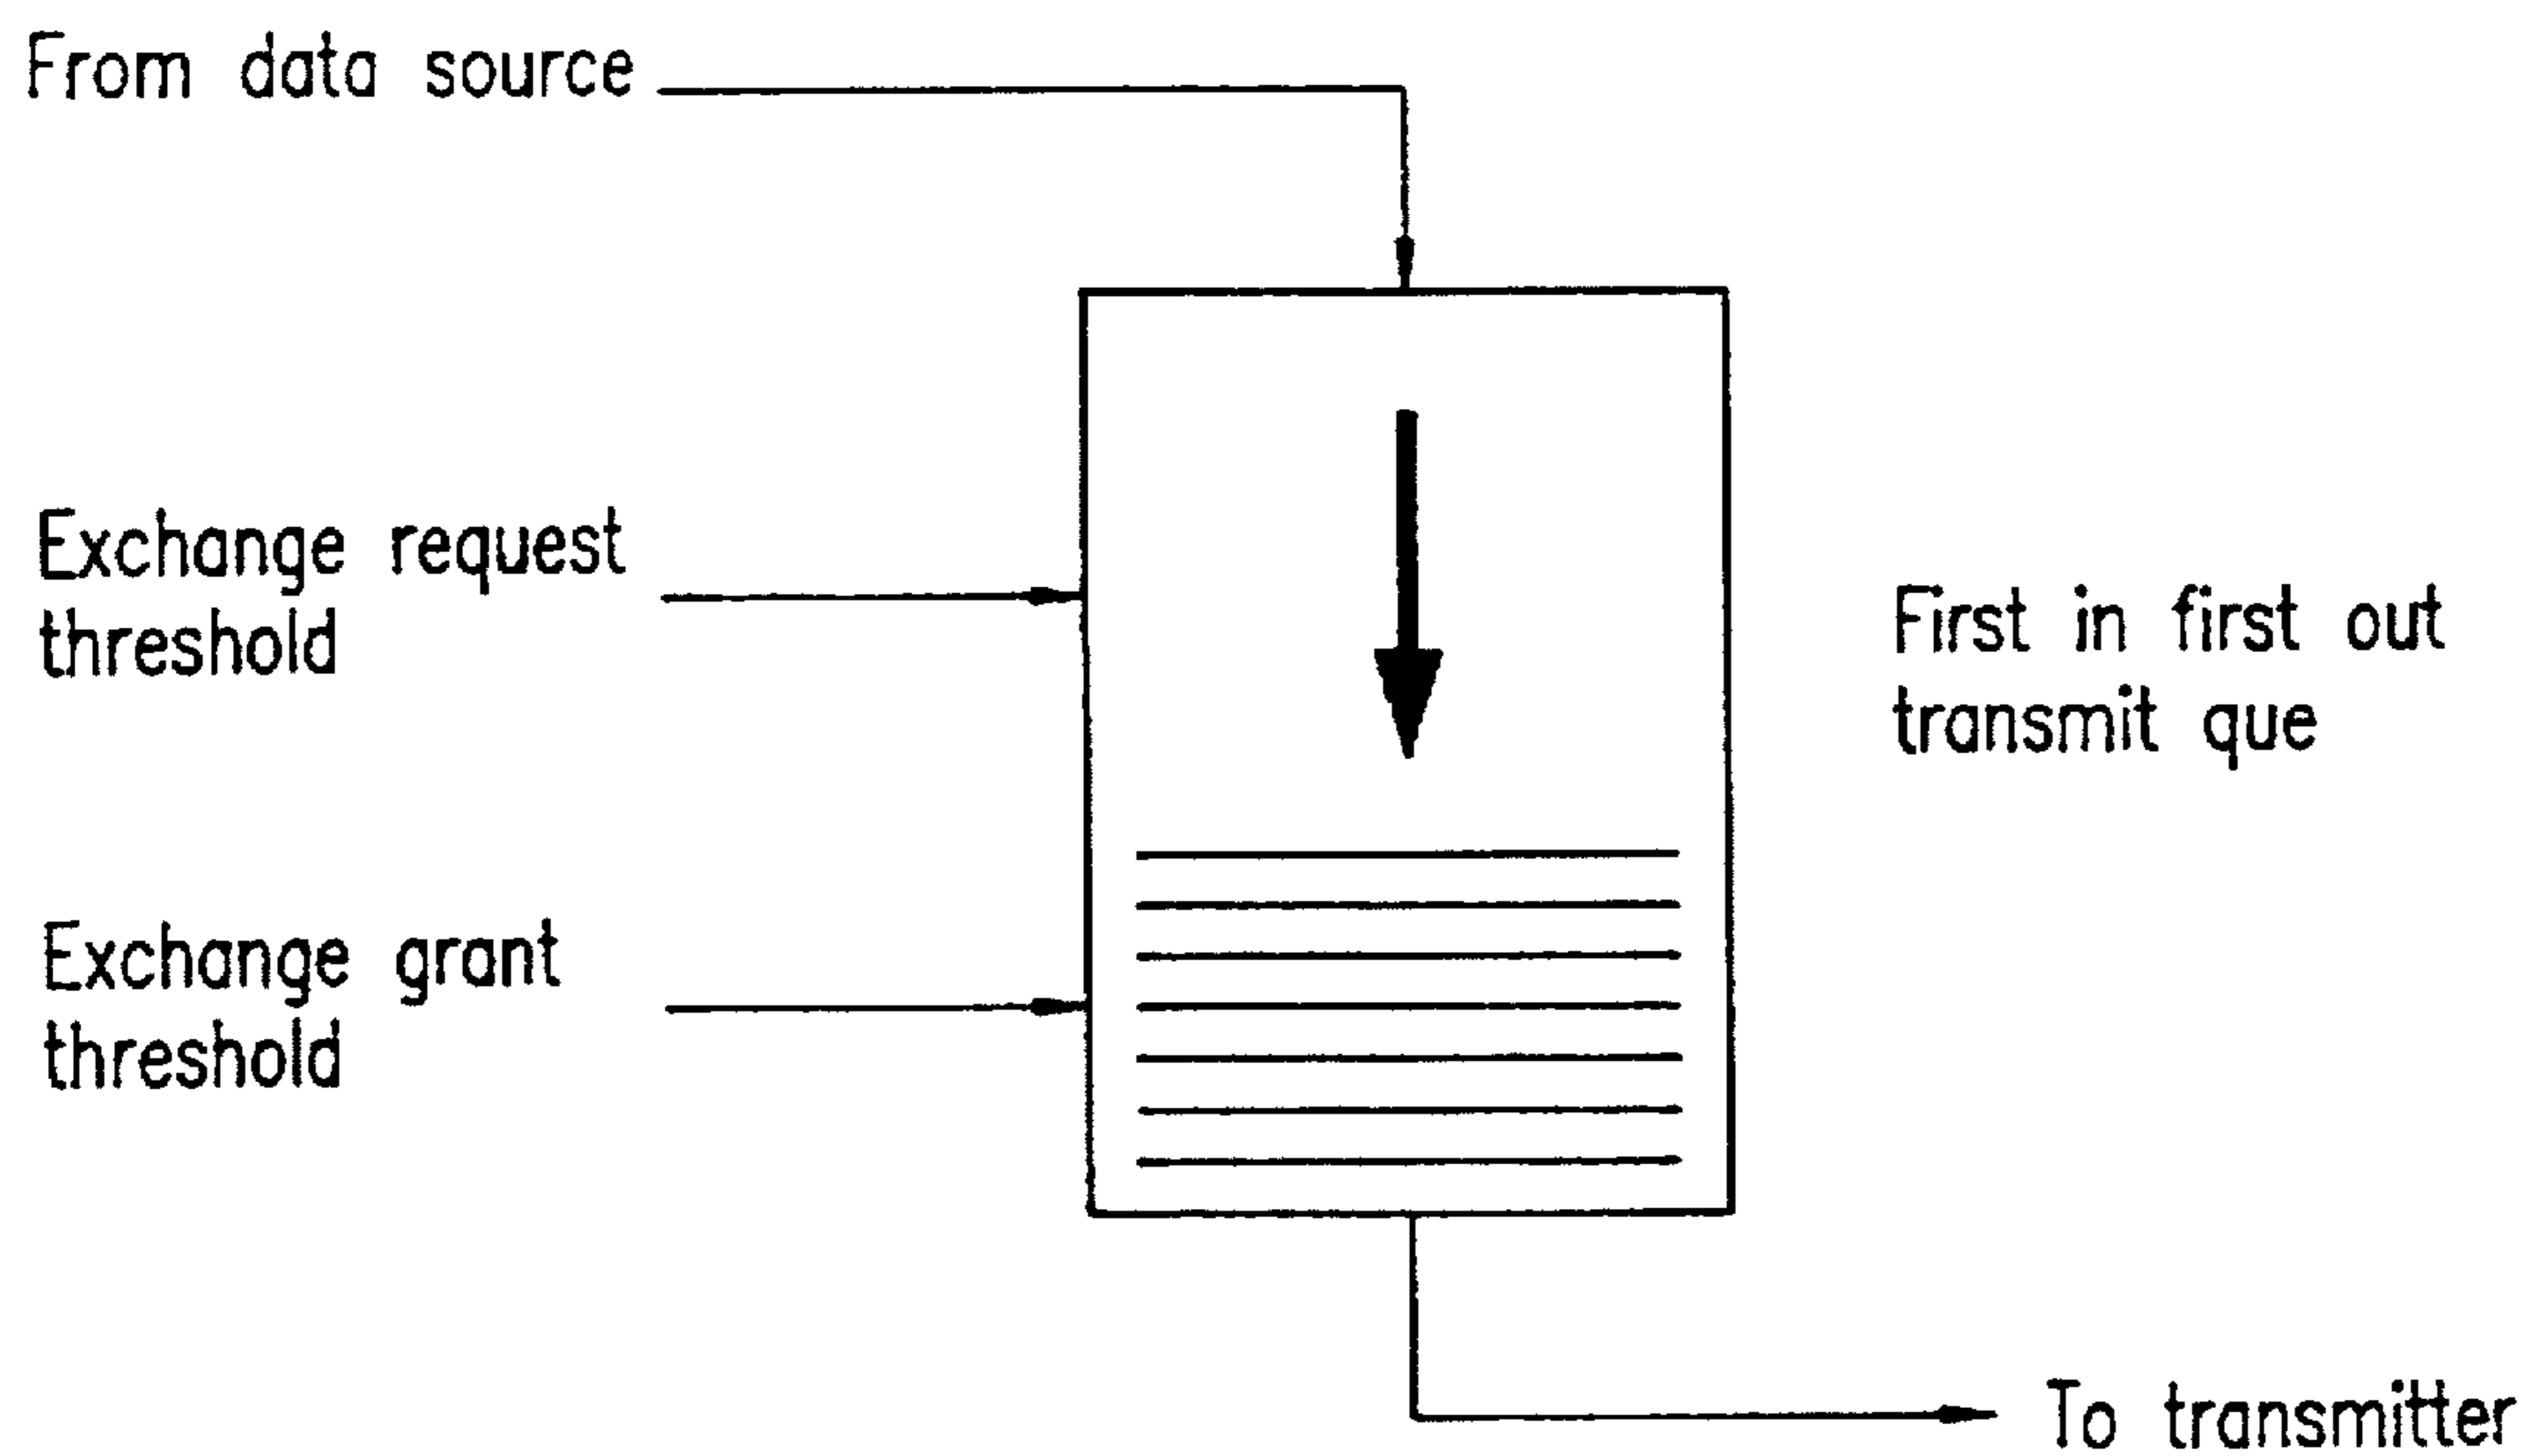 From data source
Exchange request
threshold
First in first out
transmit que
Exchange grant
threshold
To transmitter